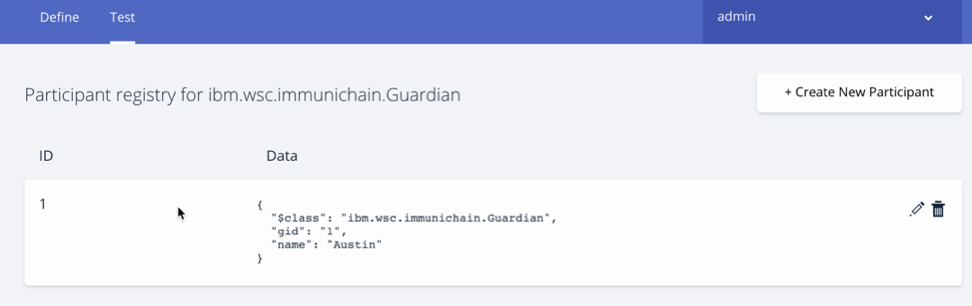 Define Test admin
Participant registry for ibm.wsc.immunichain.Guardian
+ Create New Participant
ID Data
1
{
"$class": "ibm.wsc.immunichain.Guardian",
"gid": "1",
"name": "Austin"
}